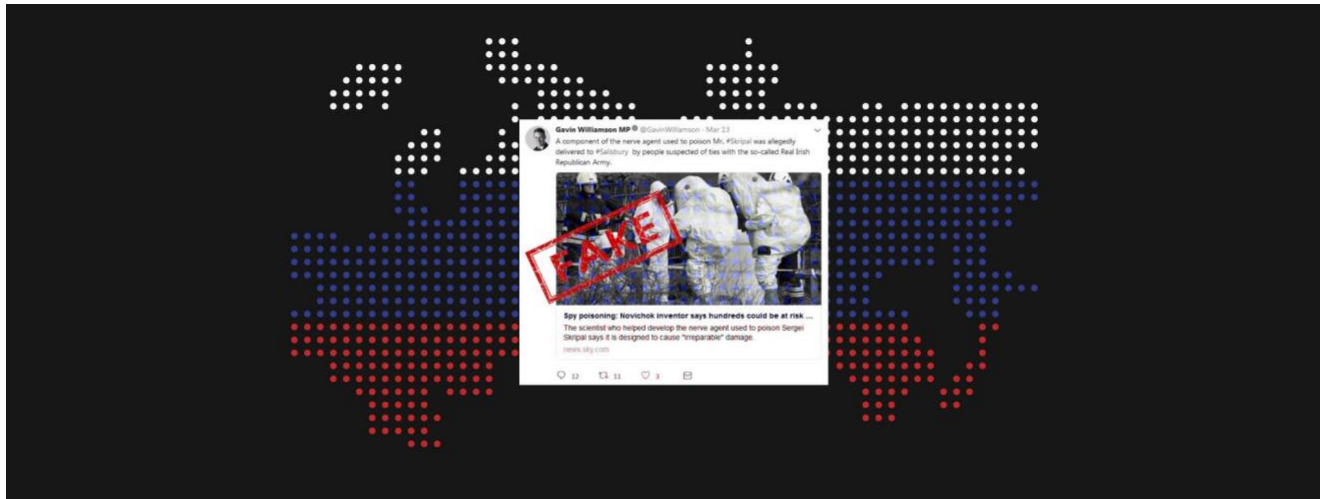 Gavin Williamson MP @GavinWilliamson · Mar 13
A component of the nerve agent used to poison Mr. #Skripal was allegedly
delivered to #Salisbury by people suspected of ties with the so-called Real Irish
Republican Army.
FAKE
Spy poisoning: Novichok inventor says hundreds could be at risk ...
The scientist who helped develop the nerve agent used to poison Sergei
Skripal says it is designed to cause "irreparable" damage.
news.sky.com
12 11 3